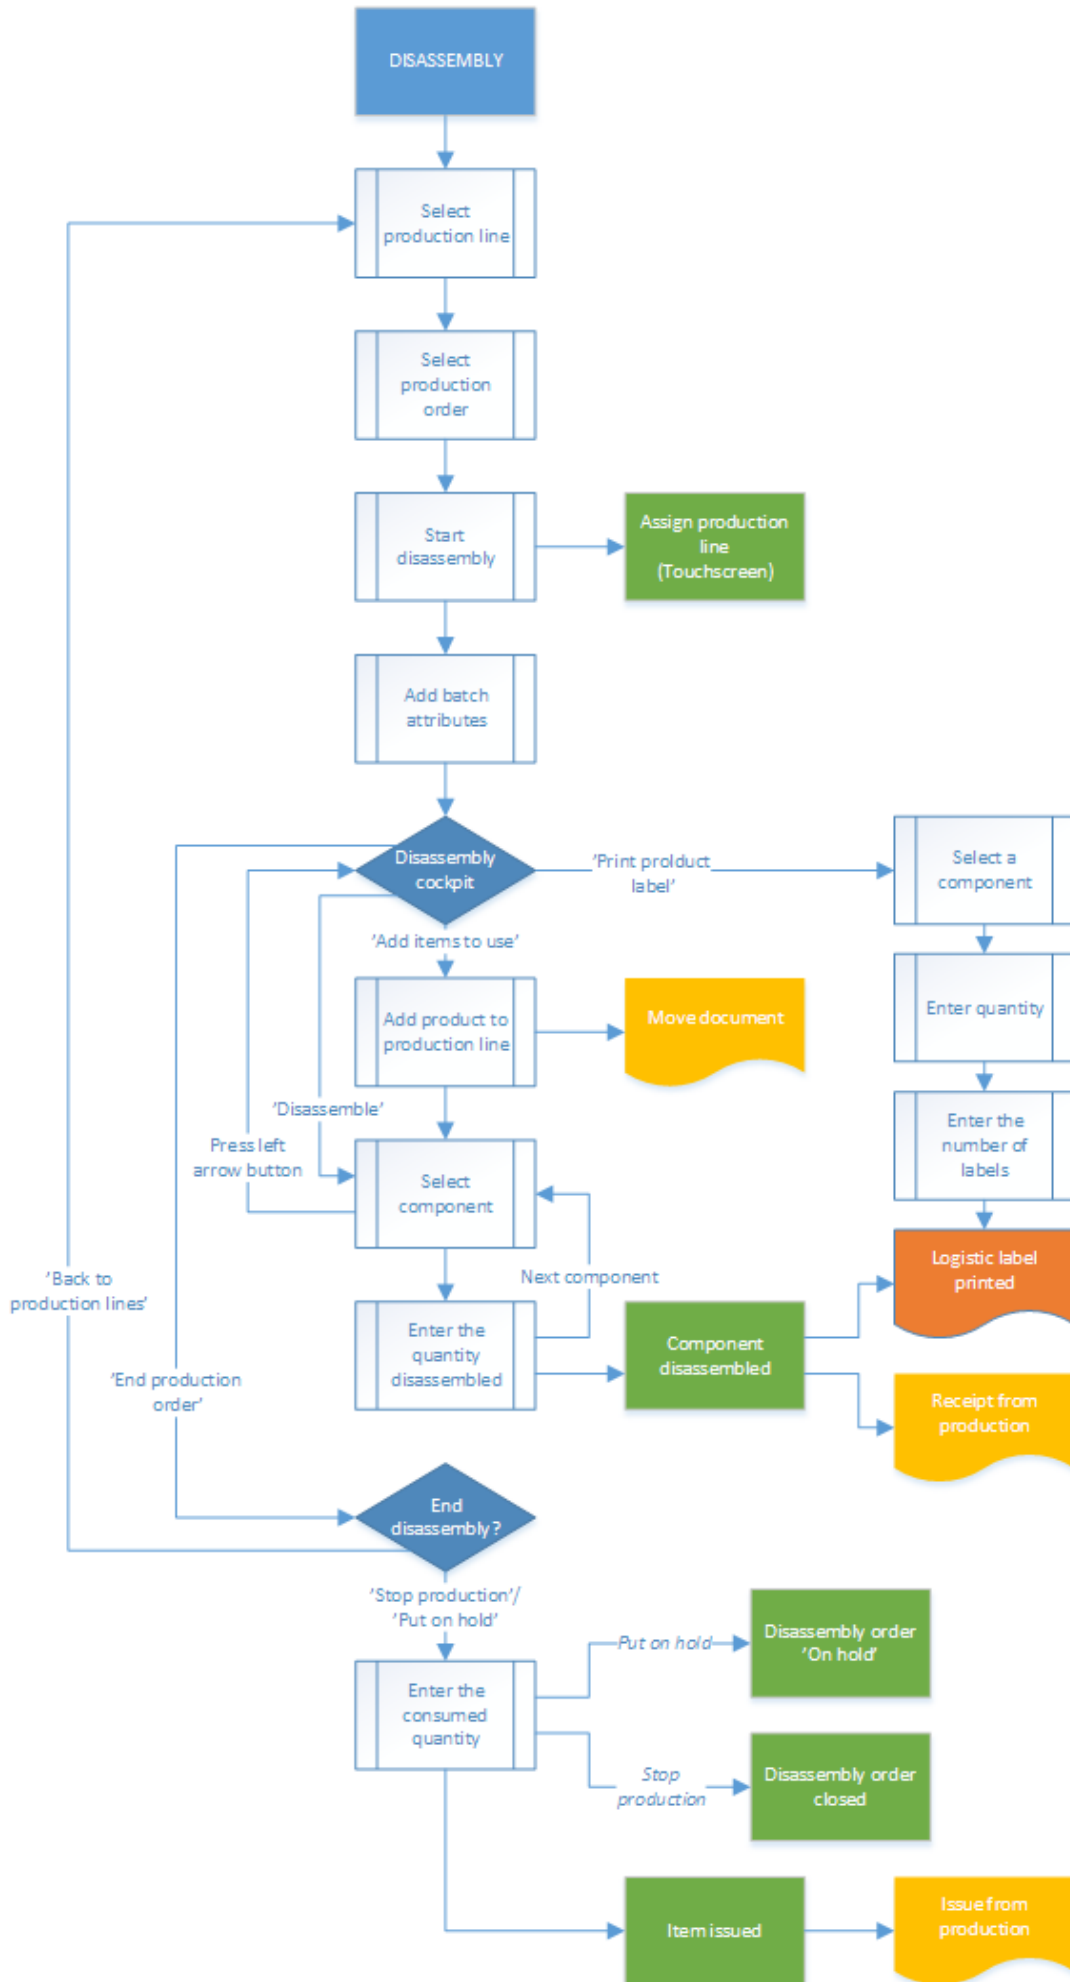 DISASSEMBLY
Select
production line
Select
production
order
Start
disassembly
Assign production
line
(Touchscreen)
Add batch
attributes
Disassembly
cockpit
'Print prolduct
label'
Select a
component
'Add items to use'
Enter quantity
Add product to
production line
Move document
'Disassemble'
Enter the
number of
labels
Press left
arrow button
Select
component
'Back to
production lines'
Next component
Logistic label
printed
Enter the
quantity
disassembled
Component
disassembled
'End production
order'
Receipt from
production
End
disassembly?
'Stop production'/
'Put on hold'
Put on hold
Disassembly order
'On hold'
Enter the
consumed
quantity
Stop
production
Disassembly order
closed
Item issued
Issue from
production